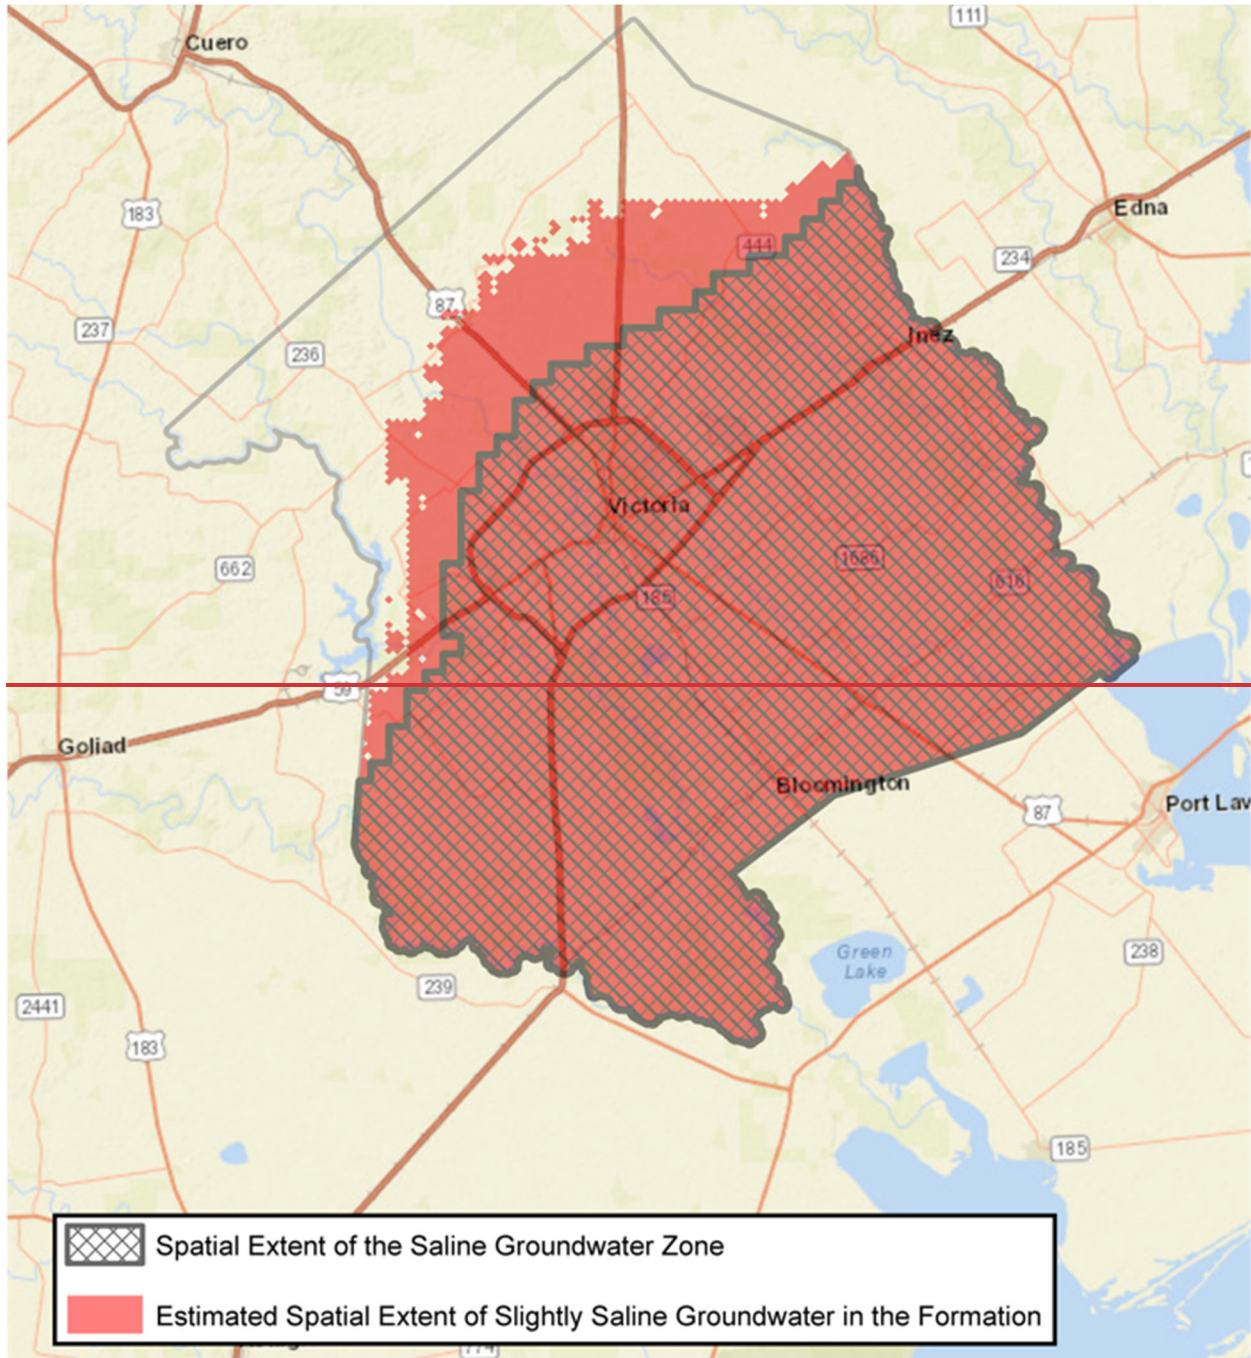 111
Cuero
183
Edna
444
234
87
237
Inez
236
Victoria
1686
662
616
185
59
Goliad
Bloomington
87
Port Lav
Green
Lake
238
239
2441
183
185
Spatial Extent of the Saline Groundwater Zone
Estimated Spatial Extent of Slightly Saline Groundwater in the Formation